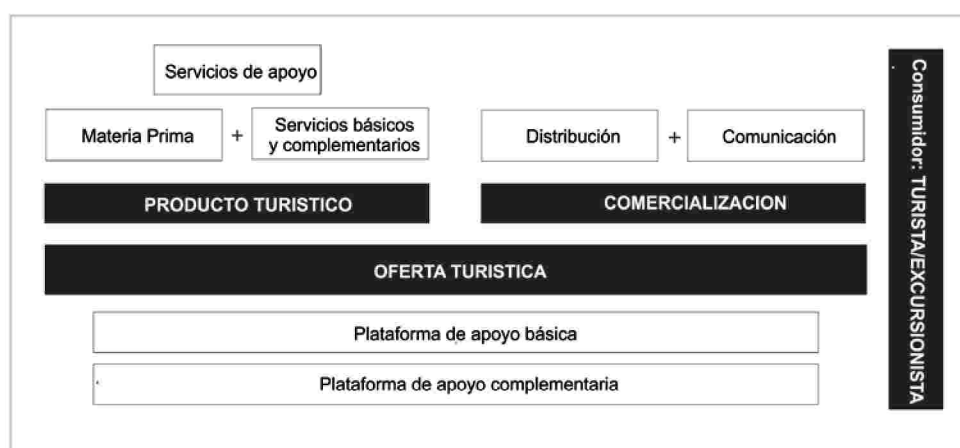 Servicios de apoyo
Materia Prima
+
Servicios básicos
y complementarios
Distribución
+
Comunicación
PRODUCTO TURISTICO
COMERCIALIZACION
OFERTA TURISTICA
Plataforma de apoyo básica
Plataforma de apoyo complementaria
Consumidor: TURISTA/EXCURSIONISTA